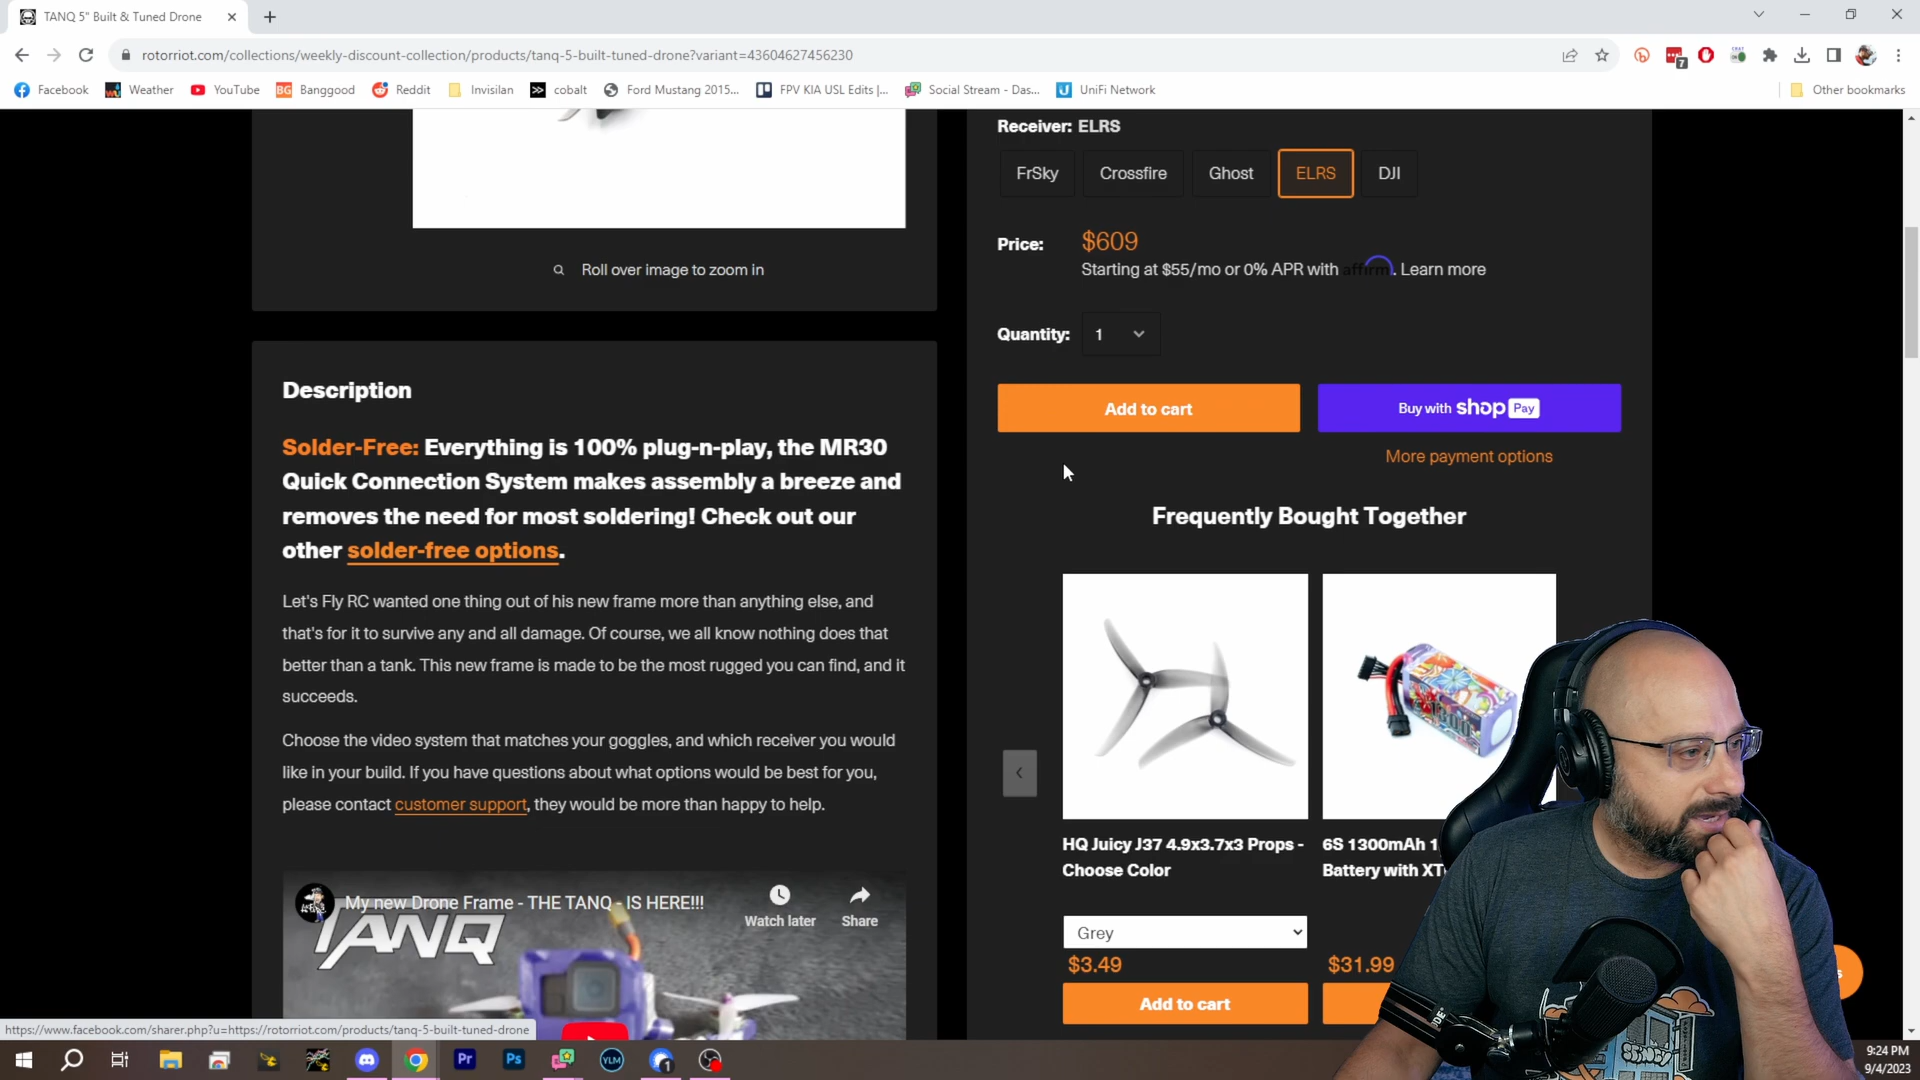 TANQ 5" Built & Tuned Drone
rotorriot.com/collections/weekly-discount-collection/products/tanq-5-built-tuned-drone?variant=43604627456230
7
Facebook
Weather
YouTube
BG Banggood
Reddit
Invisilan
cobalt
Ford Mustang 2015...
FPV KIA USL Edits |...
Social Stream - Das...
U UniFi Network
Other bookmarks
Roll over image to zoom in
Description
Solder-Free: Everything is 100% plug-n-play, the MR30
Quick Connection System makes assembly a breeze and
removes the need for most soldering! Check out our
other solder-free options.
Let's Fly RC wanted one thing out of his new frame more than anything else, and
that's for it to survive any and all damage. Of course, we all know nothing does that
better than a tank. This new frame is made to be the most rugged you can find, and it
succeeds.
Choose the video system that matches your goggles, and which receiver you would
like in your build. If you have questions about what options would be best for you,
please contact customer support, they would be more than happy to help.
My new Drone Frame - THE TANQ - IS HERE!!!
Watch later
Share
TANQ
Receiver: ELRS
FrSky
Crossfire
Ghost
ELRS
DJI
Price:
$609
Starting at $55/mo or 0% APR with affirm. Learn more
Quantity:
1
Add to cart
Buy with shop Pay
More payment options
Frequently Bought Together
HQ Juicy J37 4.9x3.7x3 Props -
Choose Color
Grey
$3.49
Add to cart
6S 1300mAh
Battery with
$31.99
https://www.facebook.com/sharer.php?u=https://rotorriot.com/products/tanq-5-built-tuned-drone
Pr
Ps
YLM
1
9:24 PM
9/4/2023